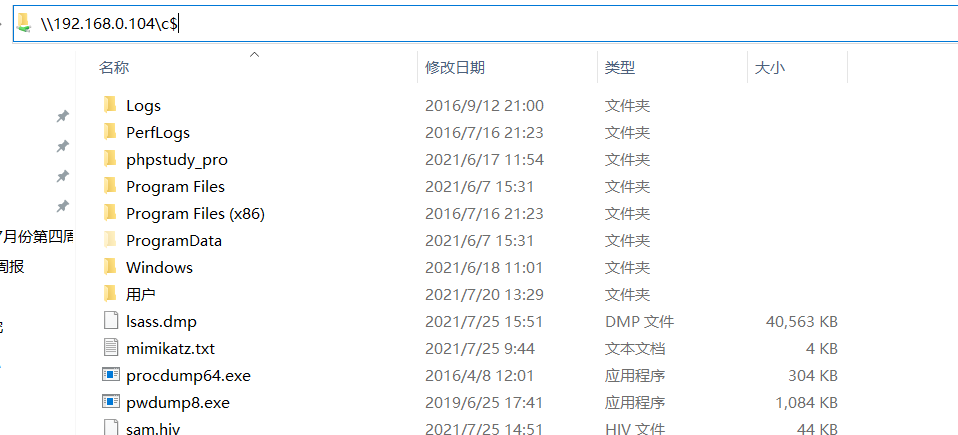 \\192.168.0.104\c$
名称 修改日期 类型 大小
Logs 2016/9/12 21:00 文件夹
PerfLogs 2016/7/16 21:23 文件夹
phpstudy_pro 2021/6/17 11:54 文件夹
Program Files 2021/6/7 15:31 文件夹
Program Files (x86) 2016/7/16 21:23 文件夹
7月份第四周 ProgramData 2021/6/7 15:31 文件夹
周报 Windows 2021/6/18 11:01 文件夹
用户 2021/7/20 13:29 文件夹
lsass.dmp 2021/7/25 15:51 DMP 文件 40,563 KB
mimikatz.txt 2021/7/25 9:44 文本文档 4 KB
procdump64.exe 2016/4/8 12:01 应用程序 304 KB
pwdump8.exe 2019/6/25 17:41 应用程序 1,084 KB
sam.hiv 2021/7/25 14:51 HIV 文件 44 KB